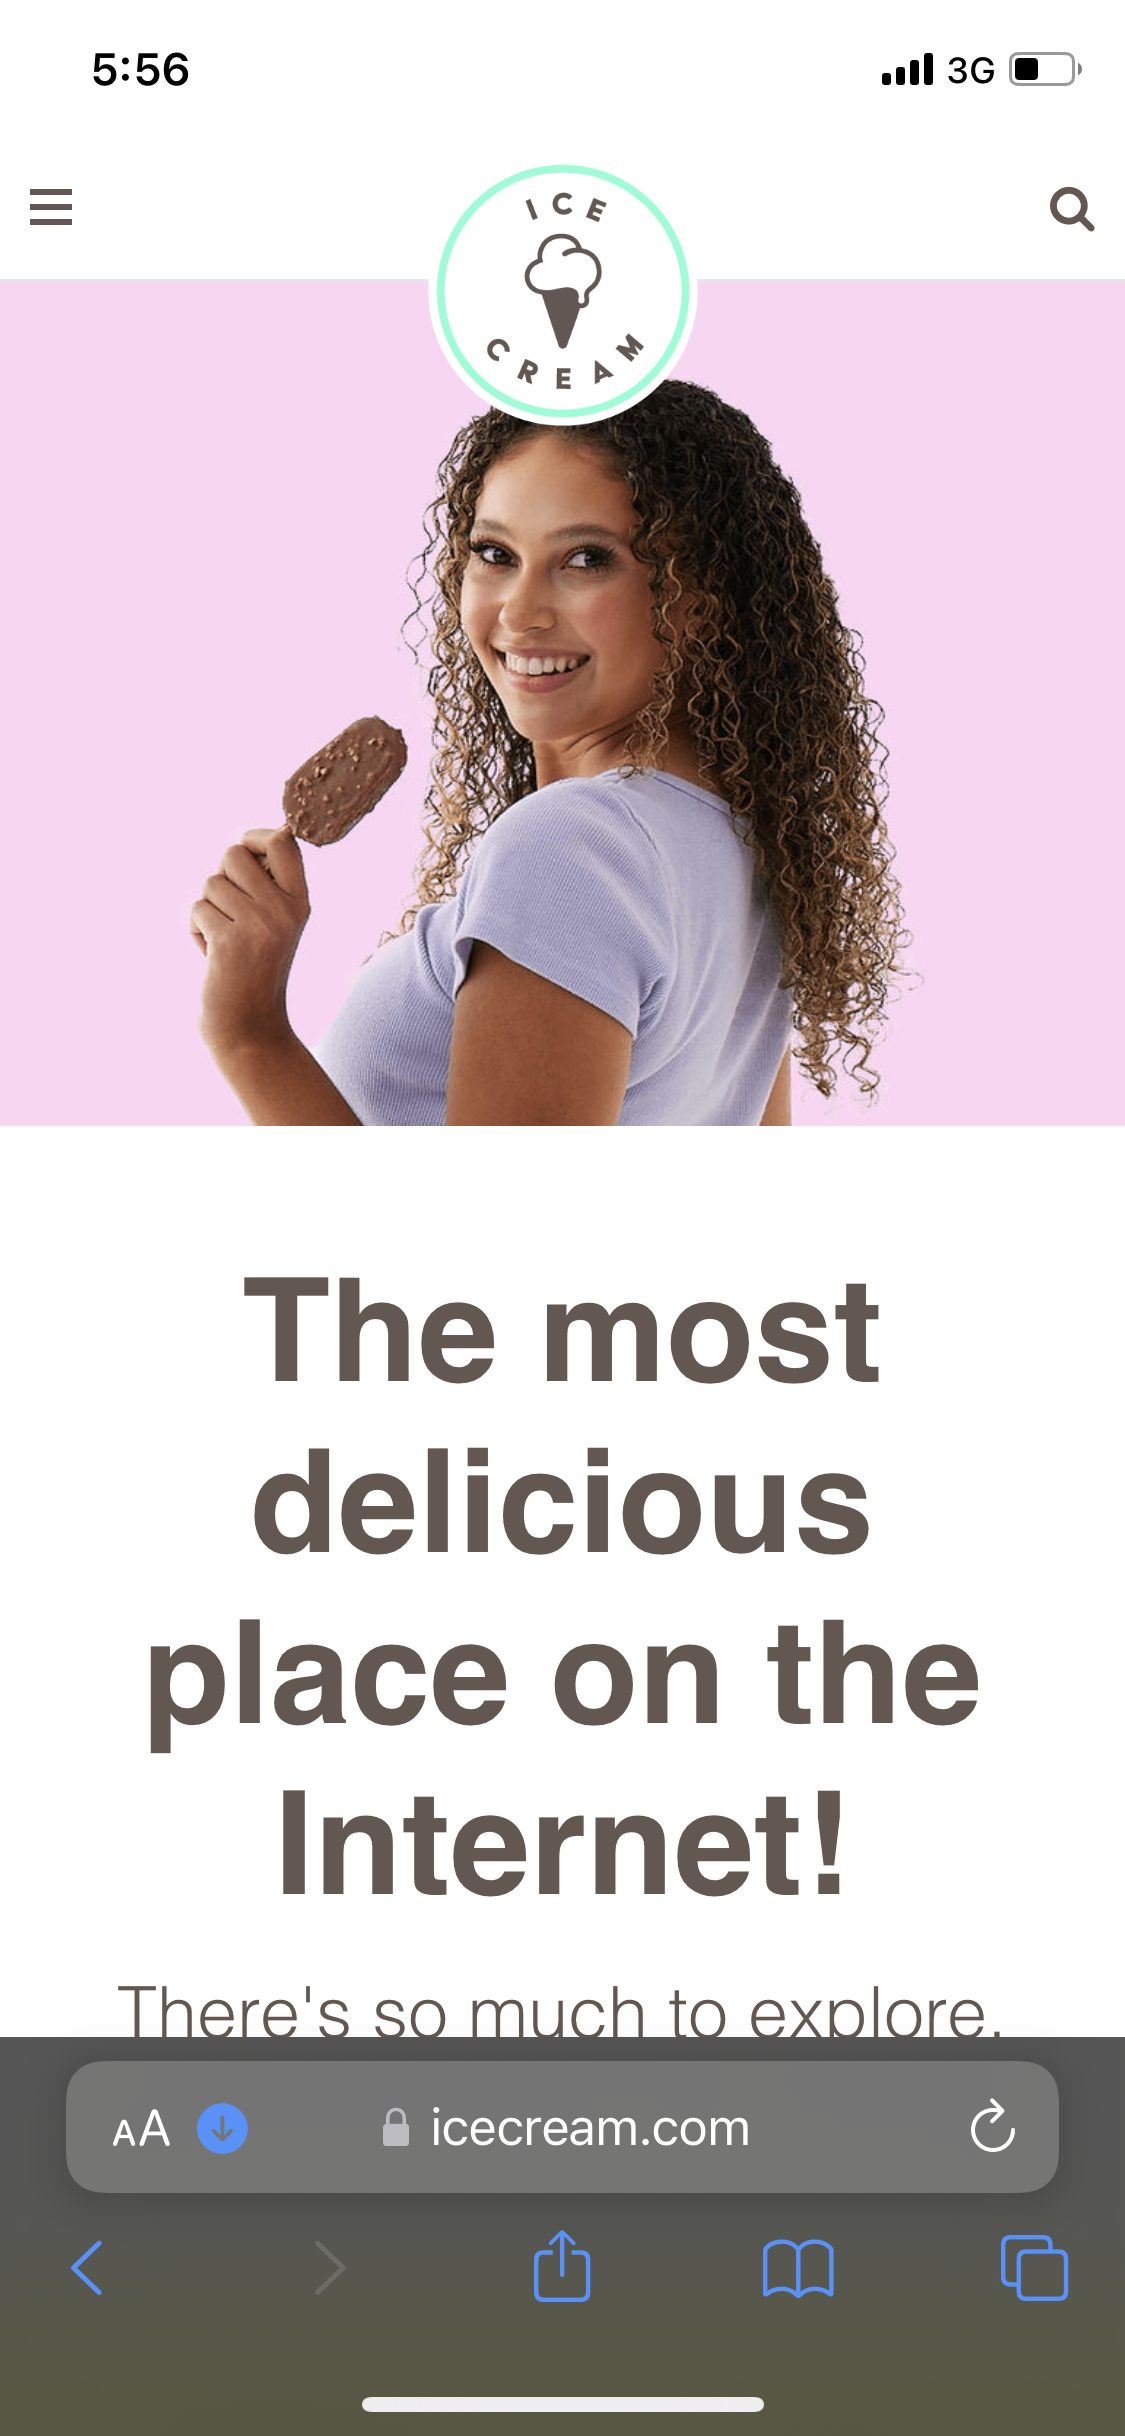 5:56 3G
ICE
CREAM
The most
delicious
place on the
Internet!
There's so much to explore.
AA icecream.com